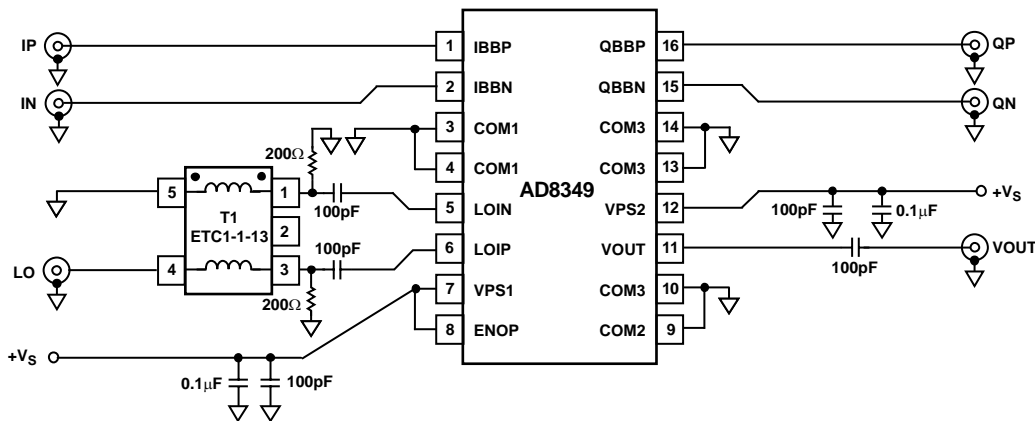 IP
1
IBBP
QBBP
16
QP
IN
2
IBBN
QBBN
15
QN
3
COM1
COM3
14
200Ω
4
COM1
COM3
13
AD8349
5
1
100pF
5
LOIN
VPS2
12
+VS
T1
ETC1-1-13
2
100pF
0.1μF
100pF
6
LOIP
VOUT
11
VOUT
LO
4
3
100pF
200Ω
7
VPS1
COM3
10
8
ENOP
COM2
9
+VS
0.1μF
100pF